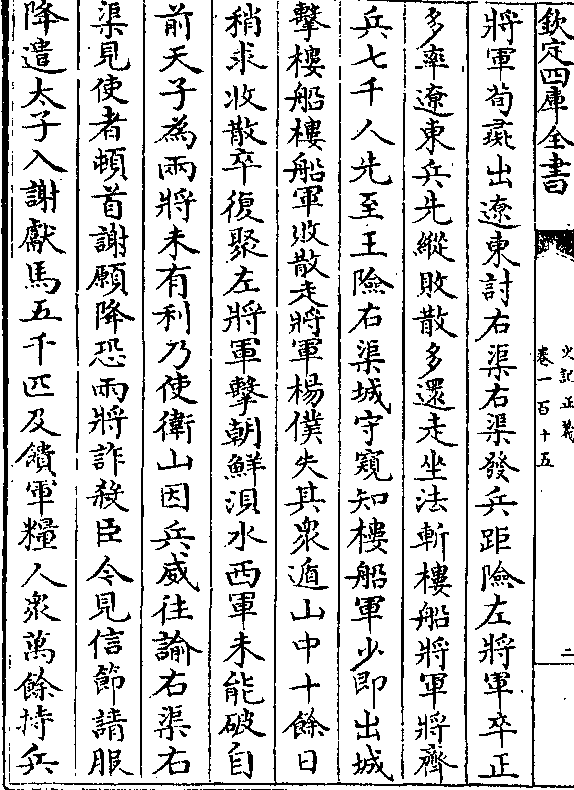 欽定四庫全書
史記正義
卷一百十五
二
將軍荀彘出遼東討右渠右渠發兵距險左將軍卒正
多率遼東兵先縱敗散多還走坐法斬樓船將軍將齊
兵七千人先至王險右渠城守窺知樓船軍少即出城
擊樓船樓船軍敗散走將軍楊僕失其衆遁山中十餘日
稍求收散卒復聚左將軍擊朝鮮浿水西軍未能破自
前天子為兩將未有利乃使衛山因兵威往諭右渠右
渠見使者頓首謝願降恐兩將詐殺臣今見信節請服
降遣太子入謝獻馬五千匹及饋軍糧人衆萬餘持兵